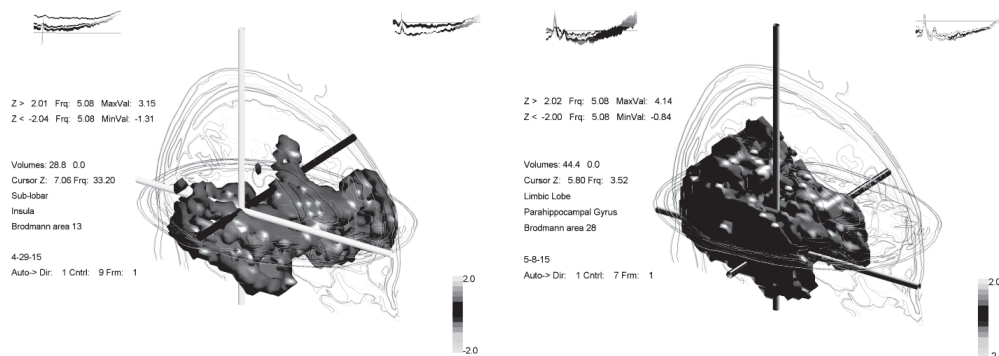 Z > 2.01 Frq: 5.08 MaxVal: 3.15
Z < -2.04 Frq: 5.08 MinVal: -1.31
Volumes: 28.8 0.0
Cursor Z: 7.06 Frq: 33.20
Sub-lobar
Insula
Brodmann area 13
4-29-15
Auto-> Dir: 1 Cntrl: 9 Frm: 1
2.0
-2.0
Z > 2.02 Frq: 5.08 MaxVal: 4.14
Z < -2.00 Frq: 5.08 MinVal: -0.84
Volumes: 44.4 0.0
Cursor Z: 5.80 Frq: 3.52
Limbic Lobe
Parahippocampal Gyrus
Brodmann area 28
5-8-15
Auto-> Dir: 1 Cntrl: 7 Frm: 1
2.0